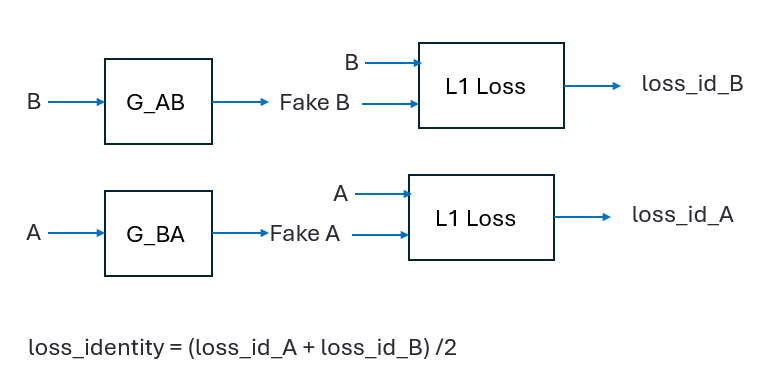 B
G_AB
Fake B
B
L1 Loss
loss_id_B
A
G_BA
Fake A
A
L1 Loss
loss_id_A
loss_identity = (loss_id_A + loss_id_B) /2